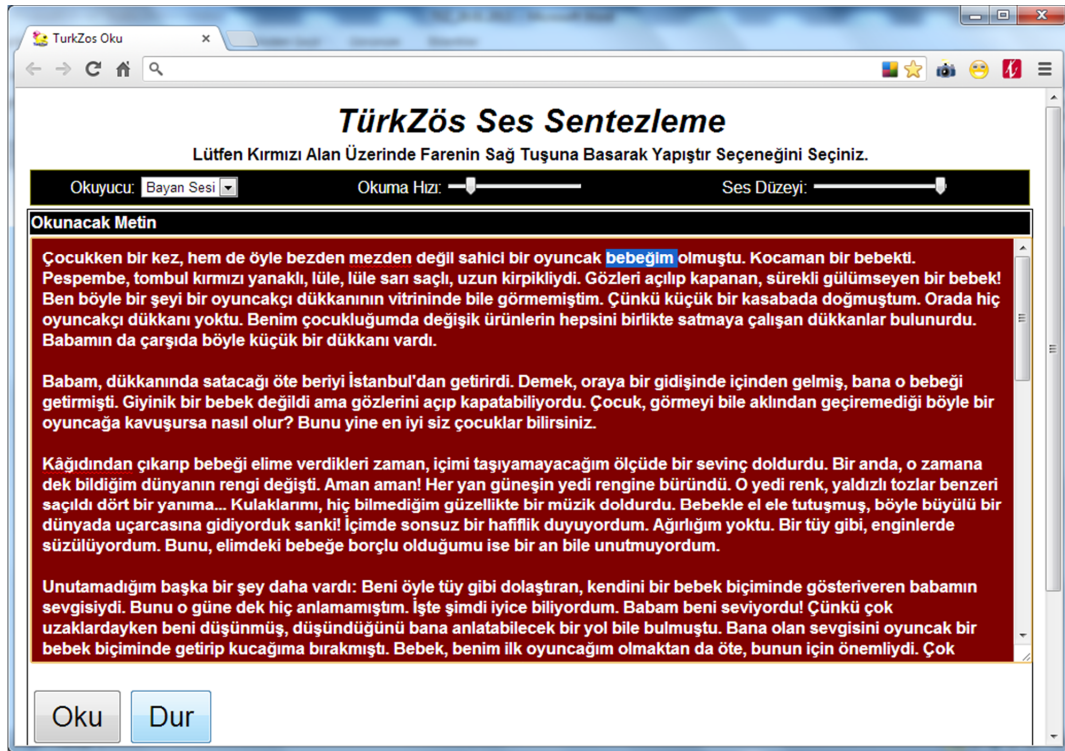 TurkZos Oku
TürkZös Ses Sentezleme
Lütfen Kırmızı Alan Üzerinde Farenin Sağ Tuşuna Basarak Yapıştır Seçeneğini Seçiniz.
Okuyucu: Bayan Sesi Okuma Hızı: Ses Düzeyi:
Okunacak Metin
Çocukken bir kez, hem de öyle bezden mezden değil sahici bir oyuncak bebeğim olmuştu. Kocaman bir bebekti.
Pespembe, tombul kırmızı yanaklı, lüle, lüle sarı saçlı, uzun kirpikliydi. Gözleri açılıp kapanan, sürekli gülümseyen bir bebek!
Ben böyle bir şeyi bir oyuncakçı dükkanının vitrininde bile görmemiştim. Çünkü küçük bir kasabada doğmuştum. Orada hiç
oyuncakçı dükkanı yoktu. Benim çocukluğumda değişik ürünlerin hepsini birlikte satmaya çalışan dükkanlar bulunurdu.
Babamın da çarşıda böyle küçük bir dükkanı vardı.
Babam, dükkanında satacağı öte beriyi İstanbul'dan getirirdi. Demek, oraya bir gidişinde içinden gelmiş, bana o bebeği
getirmişti. Giyinik bir bebek değildi ama gözlerini açıp kapatabiliyordu. Çocuk, görmeyi bile aklından geçiremediği böyle bir
oyuncağa kavuşursa nasıl olur? Bunu yine en iyi siz çocuklar bilirsiniz.
Kâğıdından çıkarıp bebeği elime verdikleri zaman, içimi taşıyamayacağım ölçüde bir sevinç doldurdu. Bir anda, o zamana
dek bildiğim dünyanın rengi değişti. Aman aman! Her yan güneşin yedi rengine büründü. O yedi renk, yaldızlı tozlar benzeri
saçıldı dört bir yanıma... Kulaklarımı, hiç bilmediğim güzellikte bir müzik doldurdu. Bebekle el ele tutuşmuş, böyle büyülü bir
dünyada uçarcasına gidiyorduk sanki! İçimde sonsuz bir hafiflik duyuyordum. Ağırlığım yoktu. Bir tüy gibi, enginlerde
süzülüyordum. Bunu, elimdeki bebeğe borçlu olduğumu ise bir an bile unutmuyordum.
Unutamadığım başka bir şey daha vardı: Beni öyle tüy gibi dolaştıran, kendini bir bebek biçiminde gösteriveren babamın
sevgisiydi. Bunu o güne dek hiç anlamamıştım. İşte şimdi iyice biliyordum. Babam beni seviyordu! Çünkü çok
uzaklardayken beni düşünmüş, düşündüğünü bana anlatabilecek bir yol bile bulmuştu. Bana olan sevgisini oyuncak bir
bebek biçiminde getirip kucağıma bırakmıştı. Bebek, benim ilk oyuncağım olmaktan da öte, bunun için önemliydi. Çok
Oku Dur